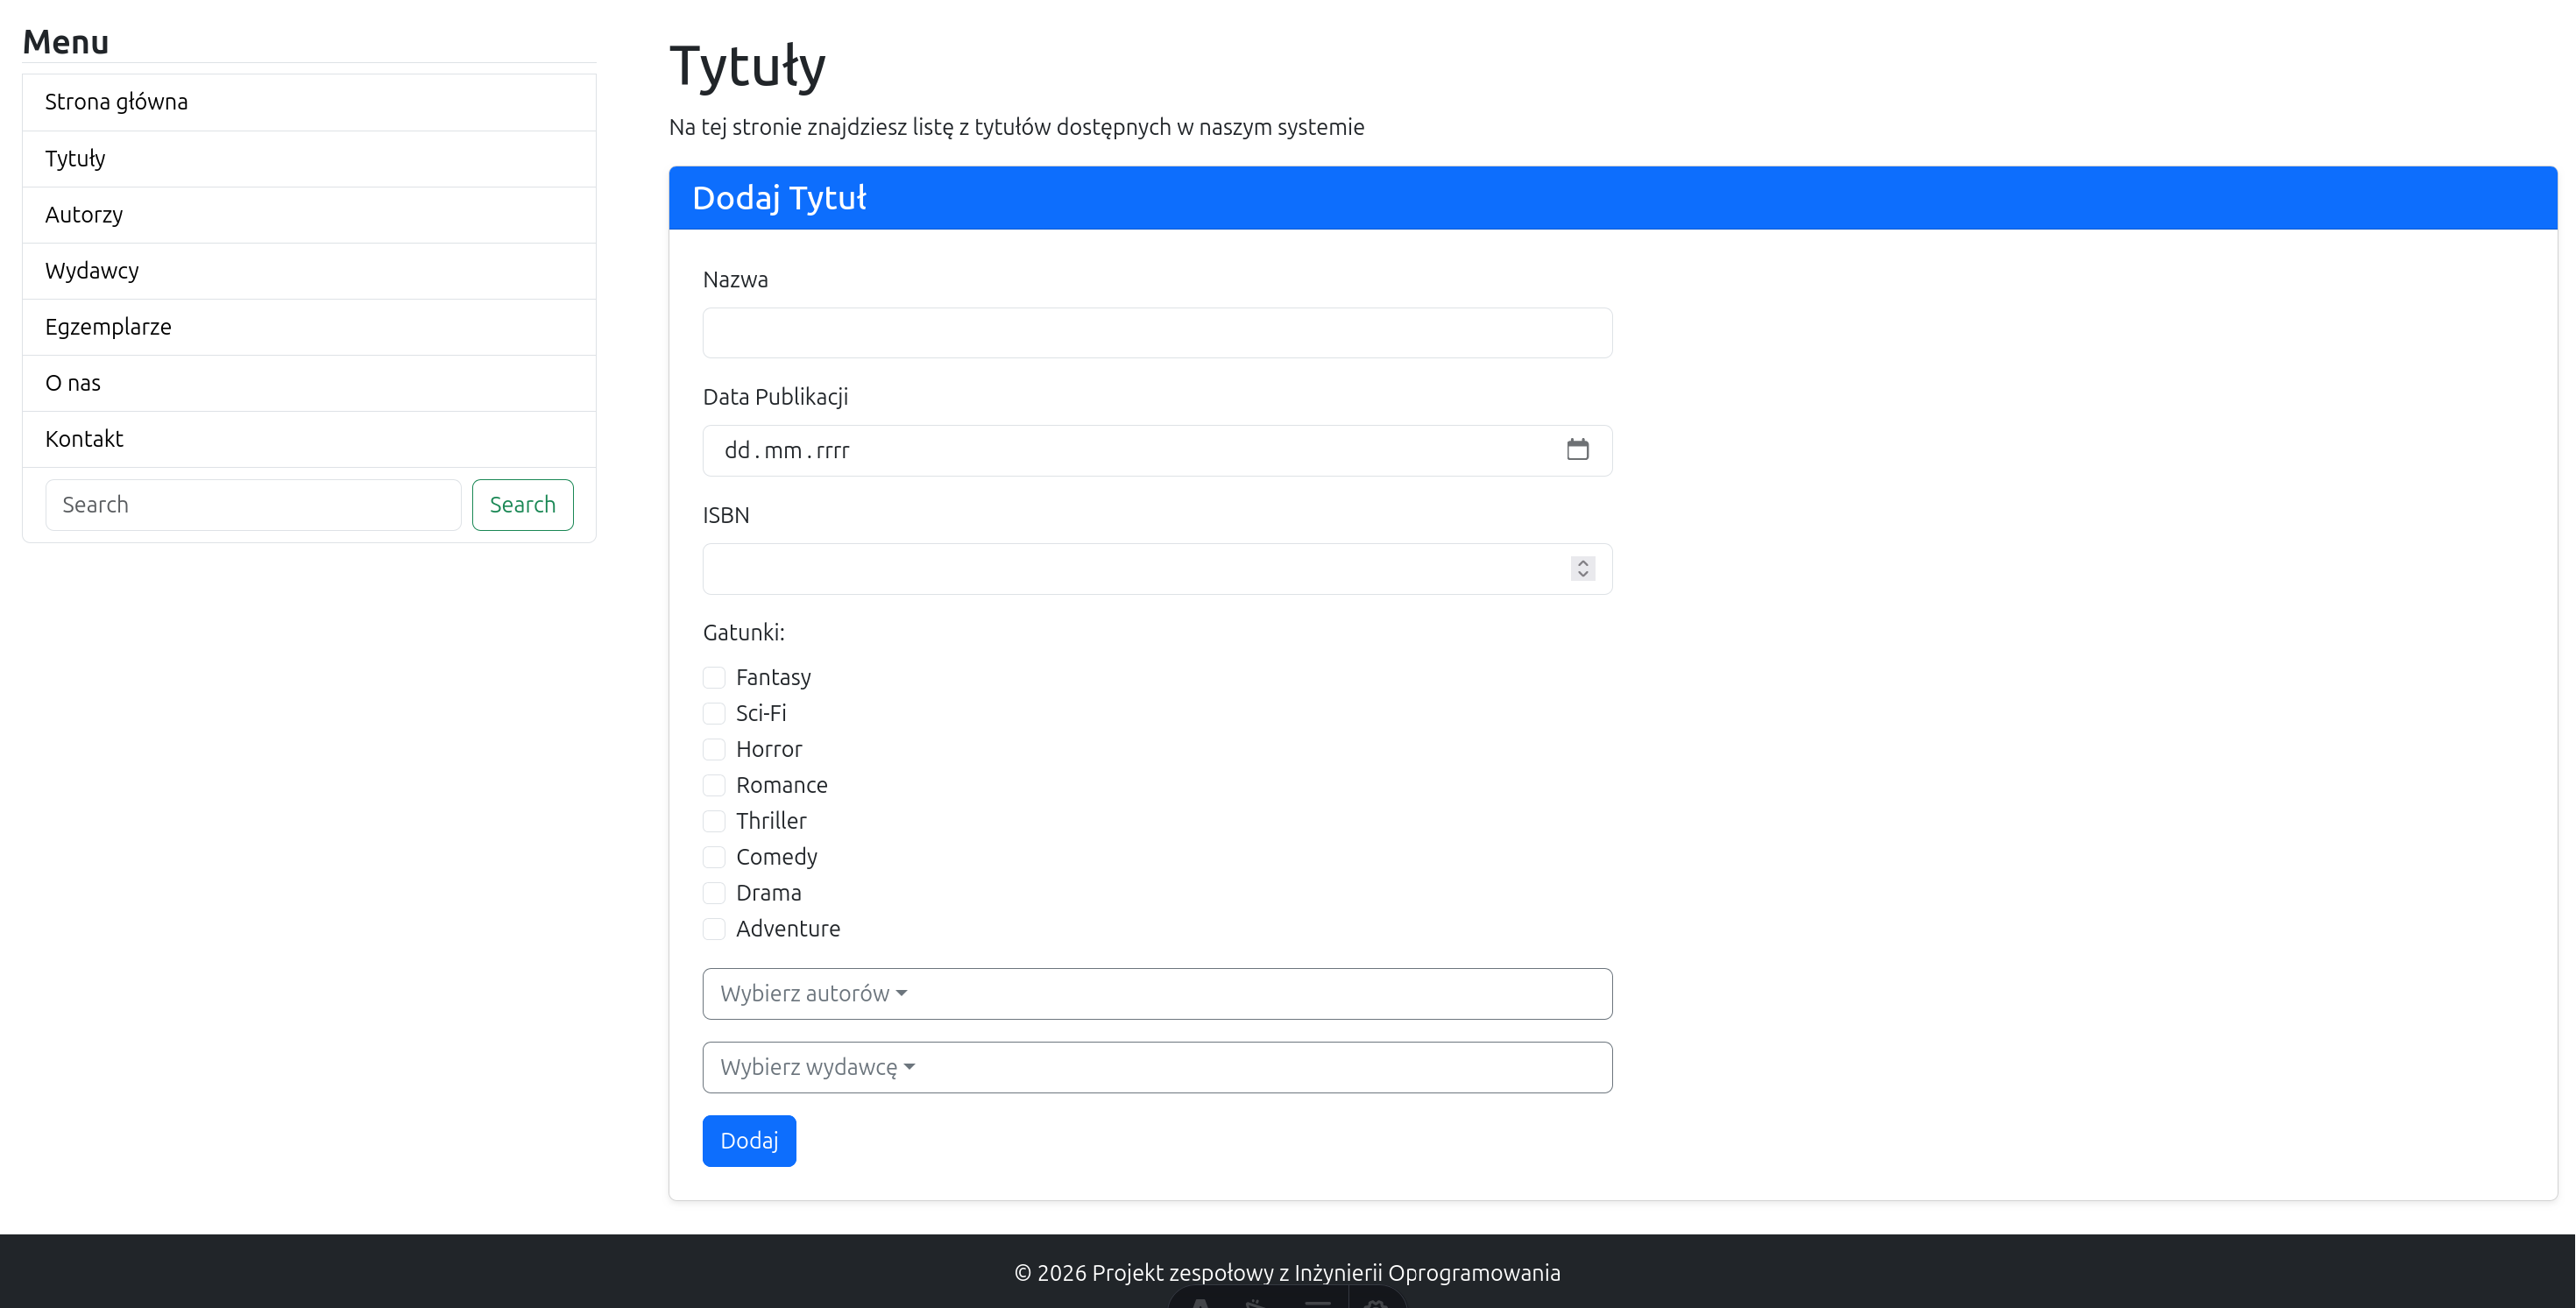 Menu
Strona główna
Tytuły
Autorzy
Wydawcy
Egzemplarze
O nas
Kontakt
Search Search
Tytuły
Na tej stronie znajdziesz listę z tytułów dostępnych w naszym systemie
Dodaj Tytuł
Nazwa
Data Publikacji
dd.mm.rrrr
ISBN
Gatunki:
Fantasy
Sci-Fi
Horror
Romance
Thriller
Comedy
Drama
Adventure
Wybierz autorów
Wybierz wydawcę
Dodaj
© 2026 Projekt zespołowy z Inżynierii Oprogramowania